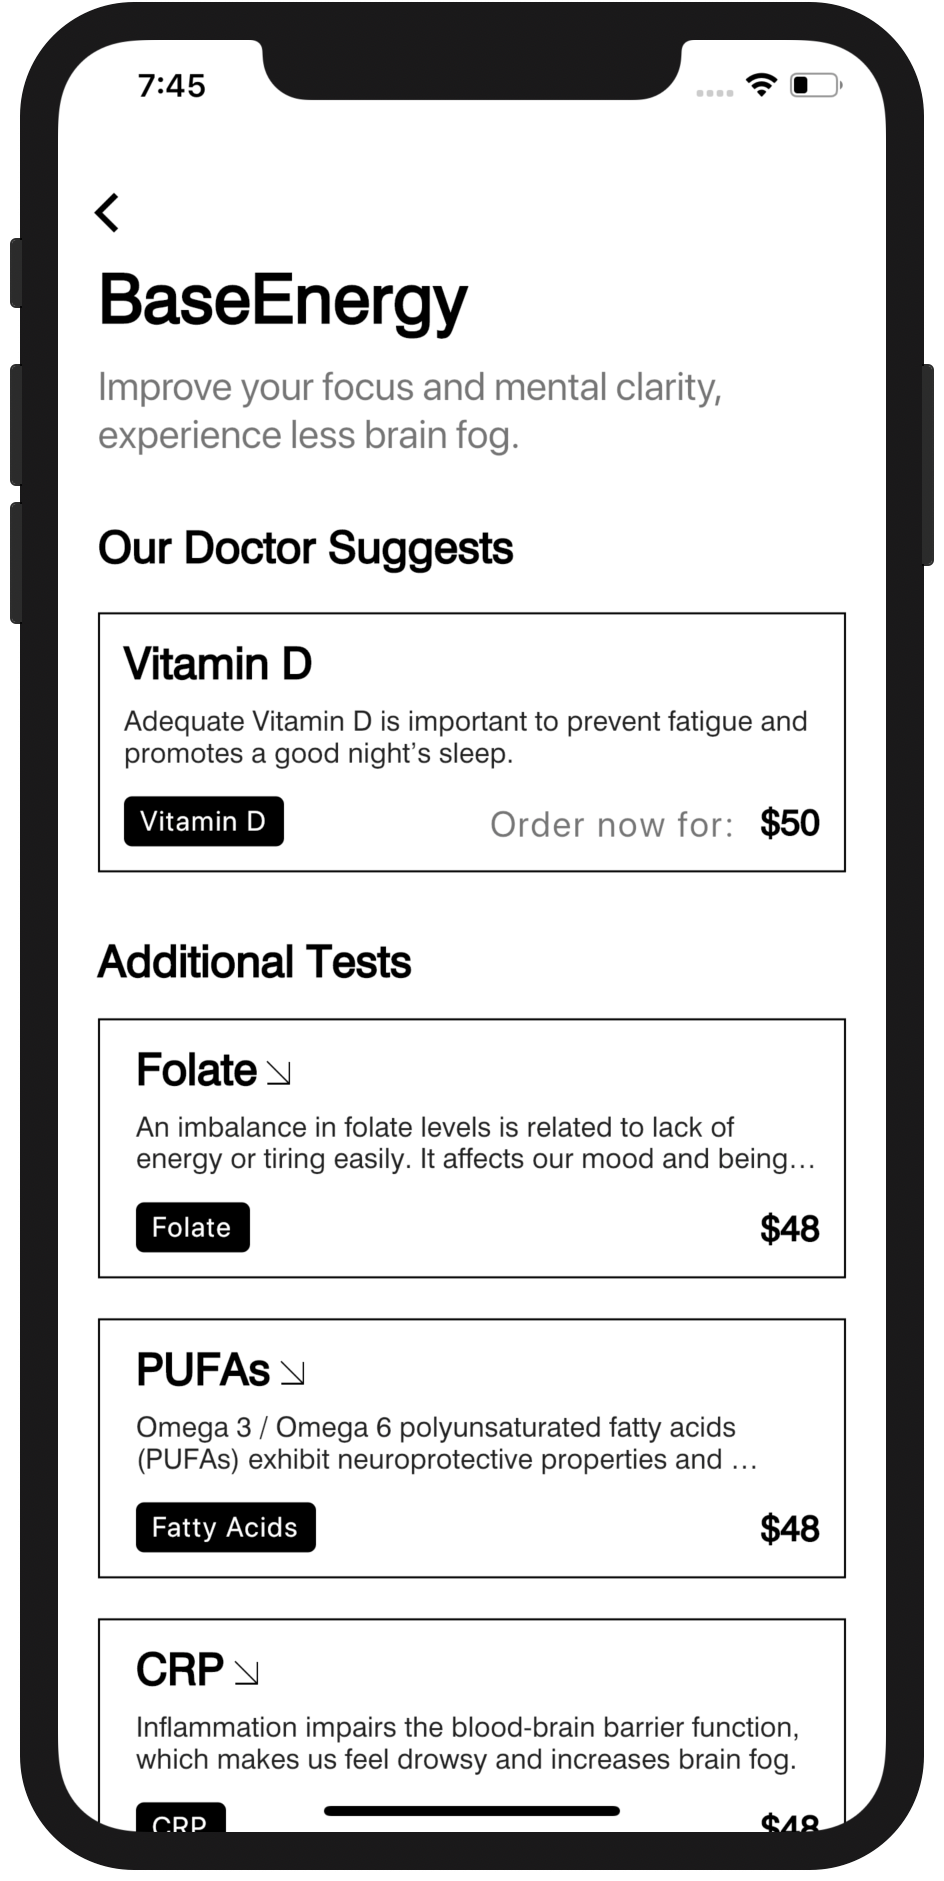 7:45
BaseEnergy
Improve your focus and mental clarity,
experience less brain fog.
Our Doctor Suggests
Vitamin D
Adequate Vitamin D is important to prevent fatigue and
promotes a good night’s sleep.
Vitamin D
Order now for: $50
Additional Tests
Folate
An imbalance in folate levels is related to lack of
energy or tiring easily. It affects our mood and being…
Folate
$48
PUFAs
Omega 3 / Omega 6 polyunsaturated fatty acids
(PUFAs) exhibit neuroprotective properties and …
Fatty Acids
$48
CRP
Inflammation impairs the blood-brain barrier function,
which makes us feel drowsy and increases brain fog.
CRP
$48